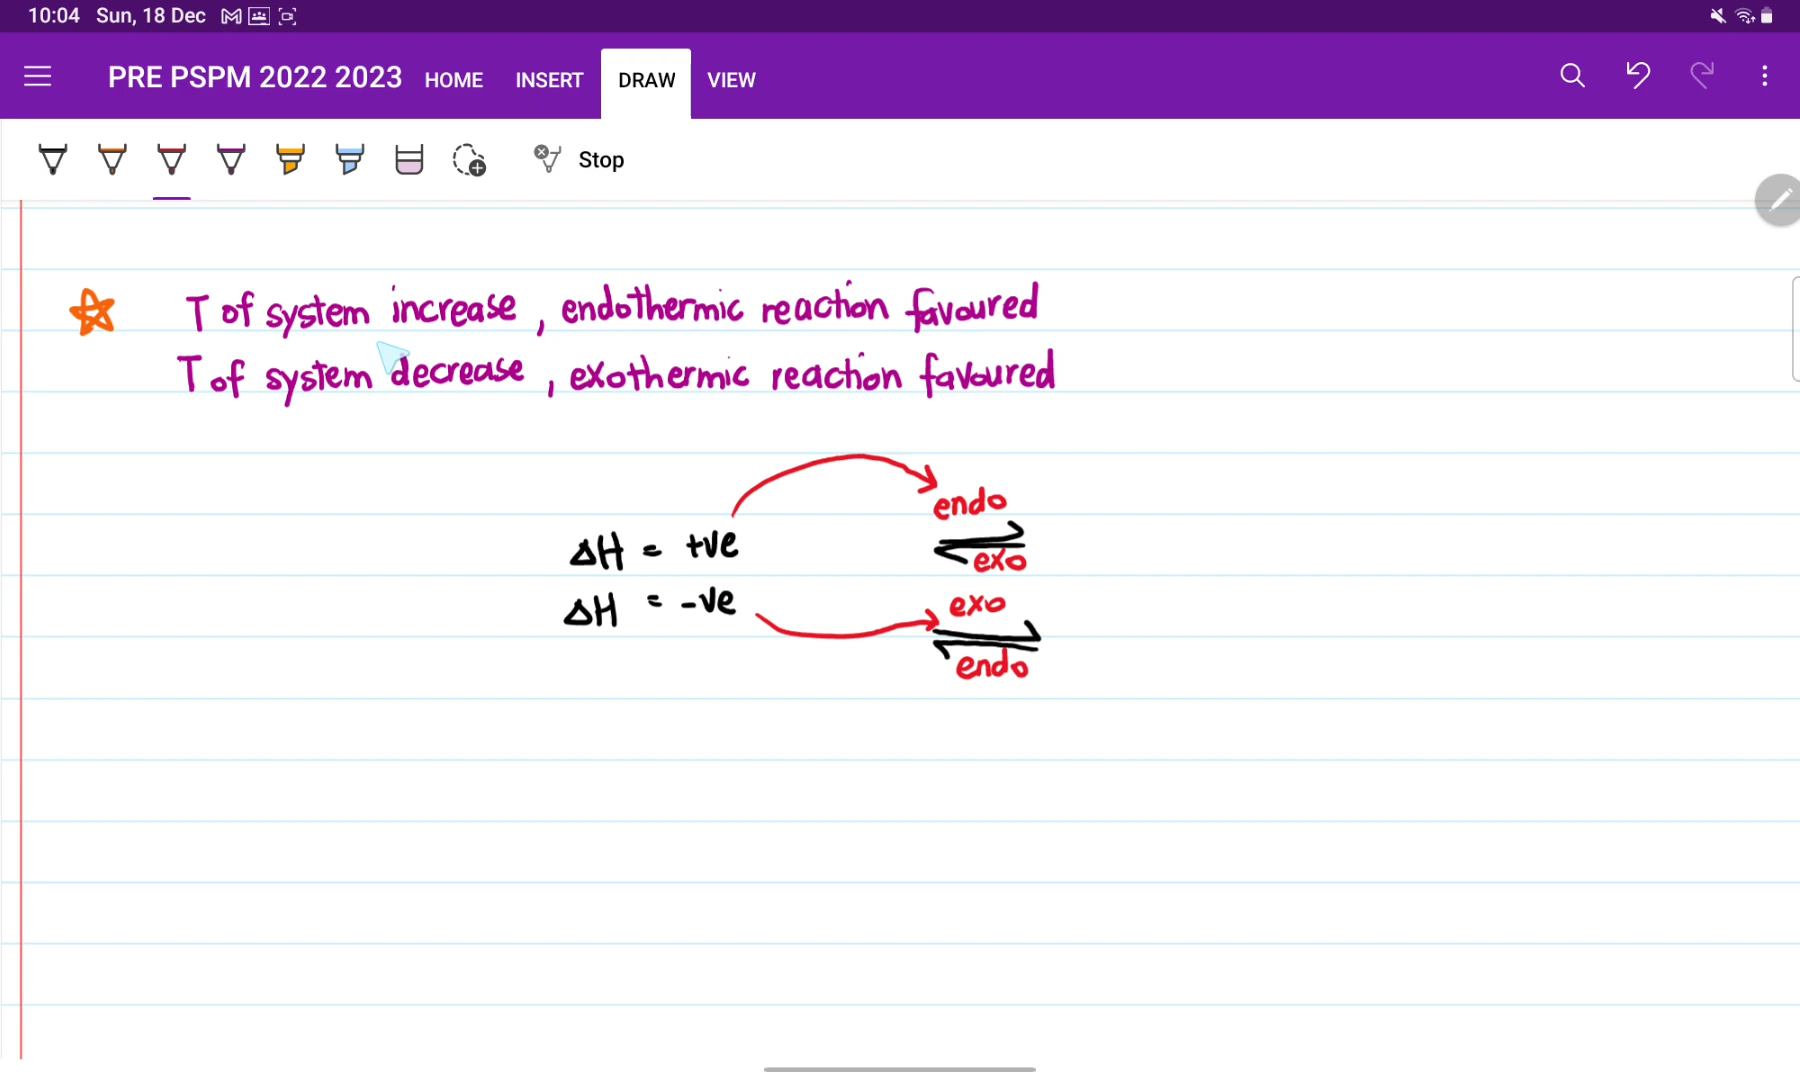 10:04 Sun, 18 Dec
PRE PSPM 2022 2023 HOME INSERT DRAW VIEW
Stop
T of system increase, endothermic reaction favoured
T of system decrease, exothermic reaction favoured
endo
ΔH = +ve
exo
ΔH = -ve
exo
endo